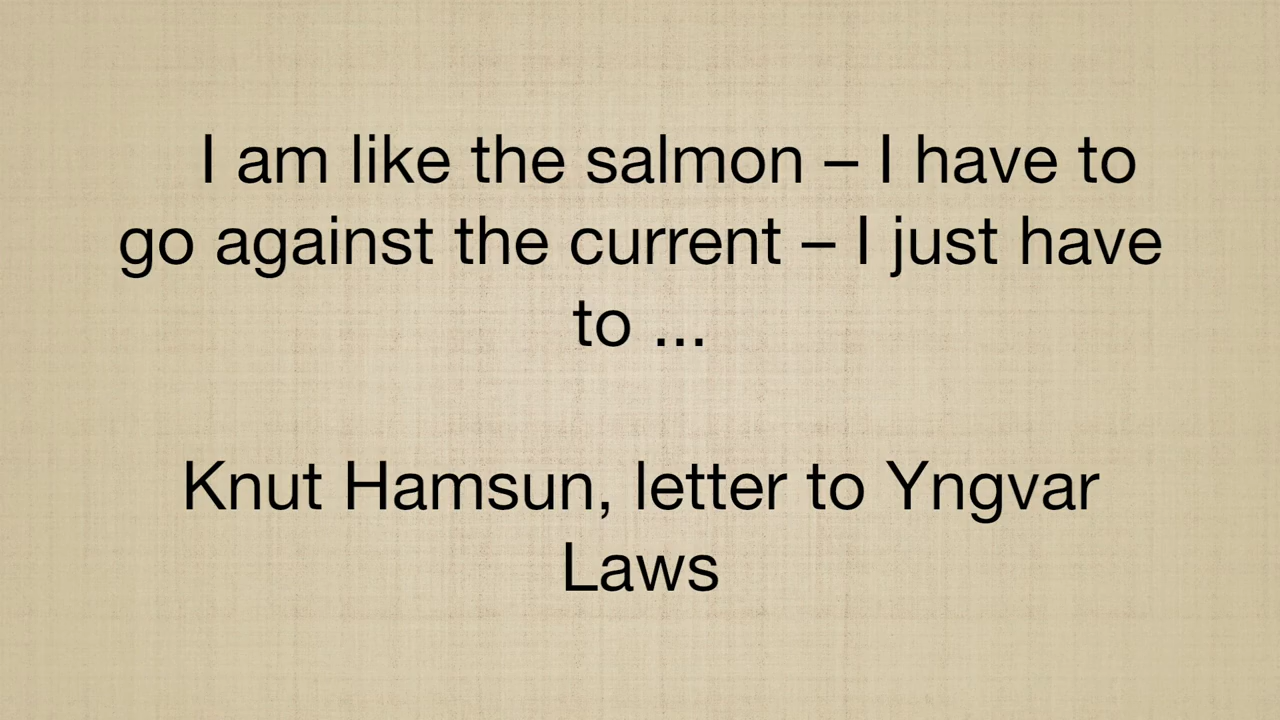 I am like the salmon – I have to
go against the current – I just have
to ...
Knut Hamsun, letter to Yngvar
Laws